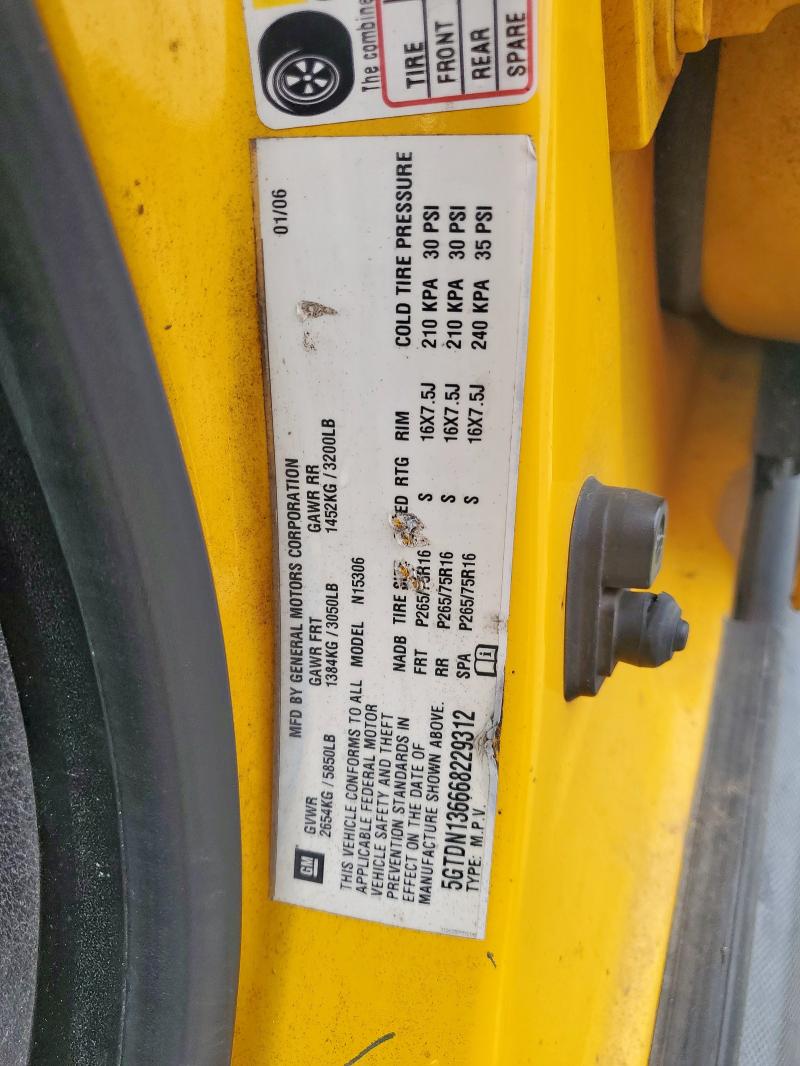 The combine
TIRE
FRONT
REAR
SPARE
MFD BY GENERAL MOTORS CORPORATION 01/06
GVWR GAWR FRT GAWR RR
2654KG / 5850LB 1384KG / 3050LB 1452KG / 3200LB
GM
THIS VEHICLE CONFORMS TO ALL MODEL N15306
APPLICABLE FEDERAL MOTOR
VEHICLE SAFETY AND THEFT
PREVENTION STANDARDS IN
EFFECT ON THE DATE OF
MANUFACTURE SHOWN ABOVE.
5GTDN136668229312
TYPE: M.P.V.
NADB TIRE ED RTG RIM COLD TIRE PRESSURE
FRT P265/75R16 S 16X7.5J 210 KPA 30 PSI
RR P265/75R16 S 16X7.5J 210 KPA 30 PSI
SPA P265/75R16 S 16X7.5J 240 KPA 35 PSI